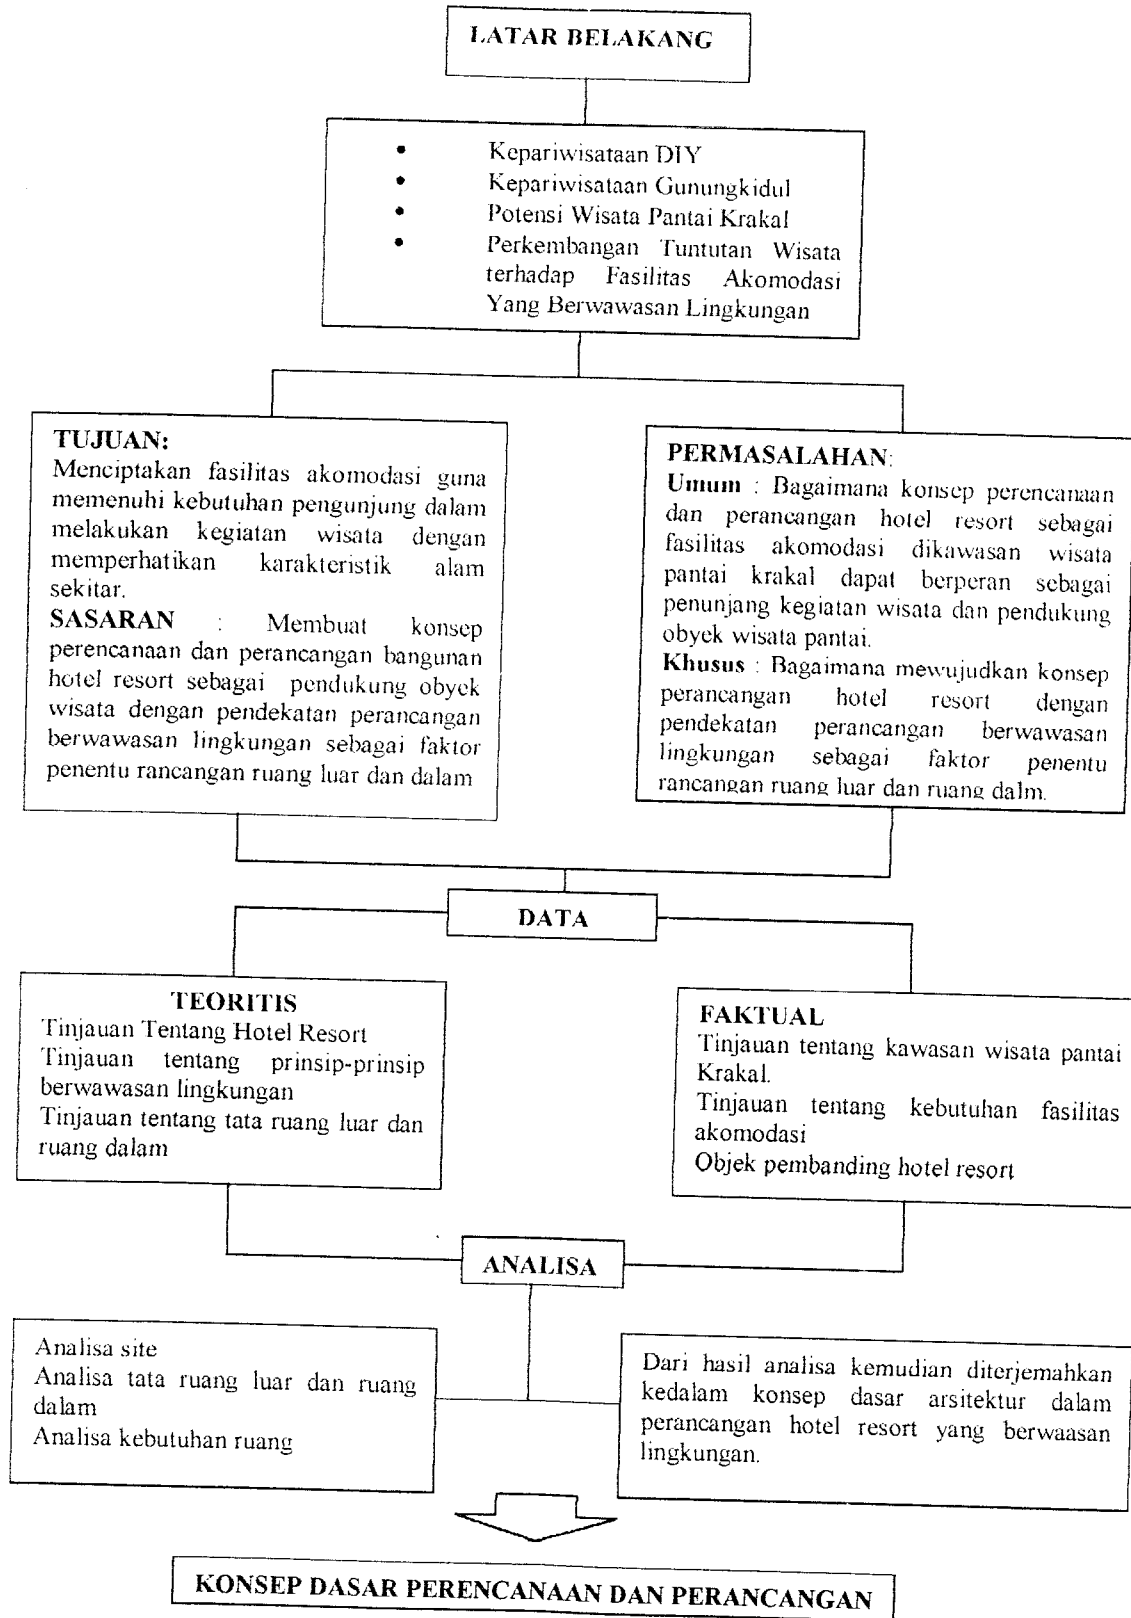 LATAR BELAKANG
• Kepariwisataan DIY
• Kepariwisataan Gunungkidul
• Potensi Wisata Pantai Krakal
• Perkembangan Tuntutan Wisata
terhadap Fasilitas Akomodasi
Yang Berwawasan Lingkungan
TUJUAN:
Menciptakan fasilitas akomodasi guna
memenuhi kebutuhan pengunjung dalam
melakukan kegiatan wisata dengan
memperhatikan karakteristik alam
sekitar.
SASARAN : Membuat konsep
perencanaan dan perancangan bangunan
hotel resort sebagai pendukung obyek
wisata dengan pendekatan perancangan
berwawasan lingkungan sebagai faktor
penentu rancangan ruang luar dan dalam
PERMASALAHAN:
Umum : Bagaimana konsep perencanaan
dan perancangan hotel resort sebagai
fasilitas akomodasi dikawasan wisata
pantai krakal dapat berperan sebagai
penunjang kegiatan wisata dan pendukung
obyek wisata pantai.
Khusus : Bagaimana mewujudkan konsep
perancangan hotel resort dengan
pendekatan perancangan berwawasan
lingkungan sebagai faktor penentu
rancangan ruang luar dan ruang dalm.
DATA
TEORITIS
Tinjauan Tentang Hotel Resort
Tinjauan tentang prinsip-prinsip
berwawasan lingkungan
Tinjauan tentang tata ruang luar dan
ruang dalam
FAKTUAL
Tinjauan tentang kawasan wisata pantai
Krakal.
Tinjauan tentang kebutuhan fasilitas
akomodasi
Objek pembanding hotel resort
ANALISA
Analisa site
Analisa tata ruang luar dan ruang
dalam
Analisa kebutuhan ruang
Dari hasil analisa kemudian diterjemahkan
kedalam konsep dasar arsitektur dalam
perancangan hotel resort yang berwaasan
lingkungan.
KONSEP DASAR PERENCANAAN DAN PERANCANGAN